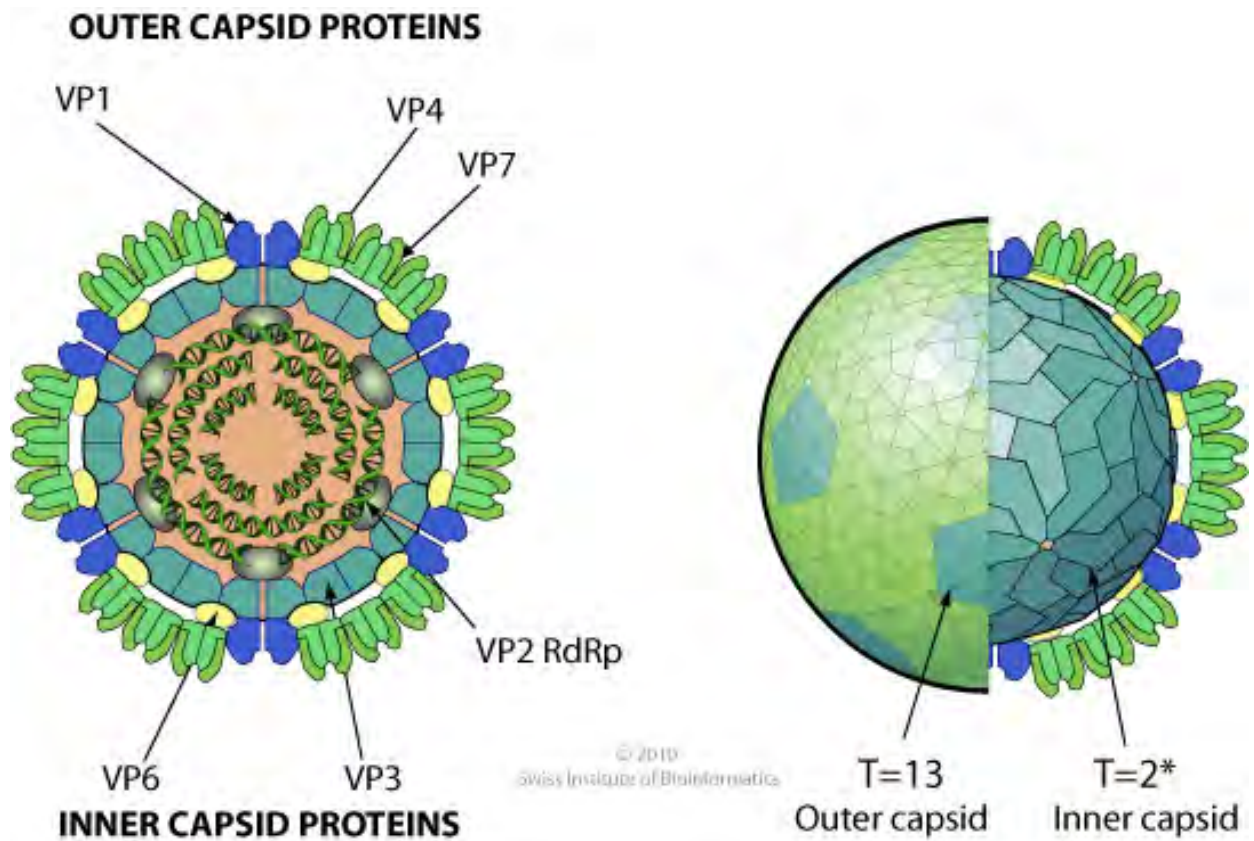 OUTER CAPSID PROTEINS
VP1
VP4
VP7
VP2 RdRp
VP6
VP3
INNER CAPSID PROTEINS
© 2010
Swiss Institute of Bioinformatics
T=13
Outer capsid
T=2*
Inner capsid